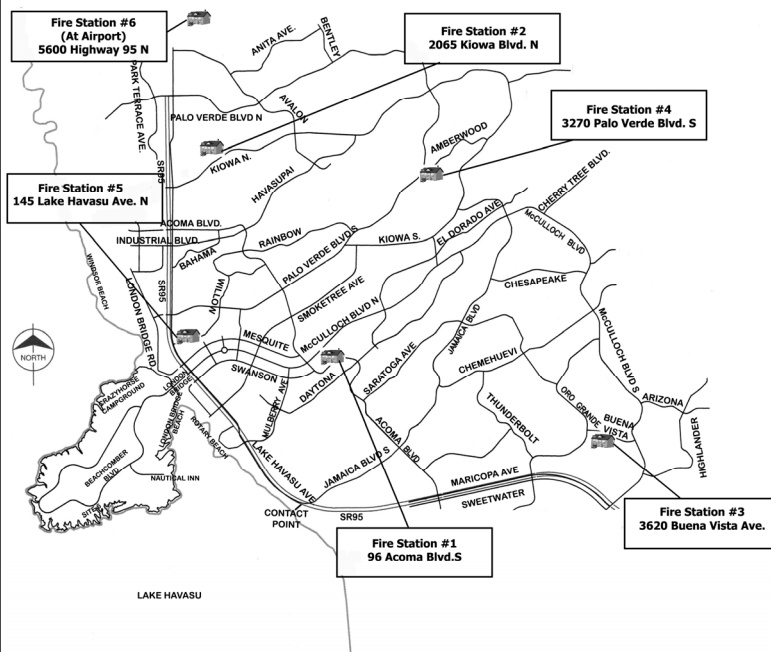 Fire Station #6
(At Airport)
5600 Highway 95 N
Fire Station #2
2065 Kiowa Blvd. N
Fire Station #4
3270 Palo Verde Blvd. S
Fire Station #5
145 Lake Havasu Ave. N
ANITA AVE.
BENTLEY
PARK TERRACE AVE.
AVALON
PALO VERDE BLVD N
SR95
KIOWA N.
AMBERWOOD
HAVASUPAI
CHERRY TREE BLVD.
ACOMA BLVD.
INDUSTRIAL BLVD.
RAINBOW
KIOWA S.
EL DORADO AVE
McCULLOCH BLVD
BAHAMA
PALO VERDE BLVD S
WINDSOR BEACH
SR95
WILLOW
SMOKETREE AVE
CHESAPEAKE
LONDON BRIDGE RD
MESQUITE
McCULLOCH BLVD N
JAMAICA BLVD
McCULLOCH BLVD S
NORTH
SWANSON
DAYTONA
SARATOGA AVE
CHEMEHUEVI
CRAZYHORSE
CAMPGROUND
LONDON
BRIDGE
LONDON BRIDGE
BEACH
MULBERRY AVE
ORO GRANDE
ARIZONA
BUENA
VISTA
HIGHLANDER
THUNDERBOLT
ROTARY BEACH
ACOMA BLVD
BEACHCOMBER
BLVD.
LAKE HAVASU AVE
JAMAICA BLVD S
NAUTICAL INN
MARICOPA AVE
SWEETWATER
CONTACT
POINT
SR95
Fire Station #3
3620 Buena Vista Ave.
Fire Station #1
96 Acoma Blvd.S
LAKE HAVASU